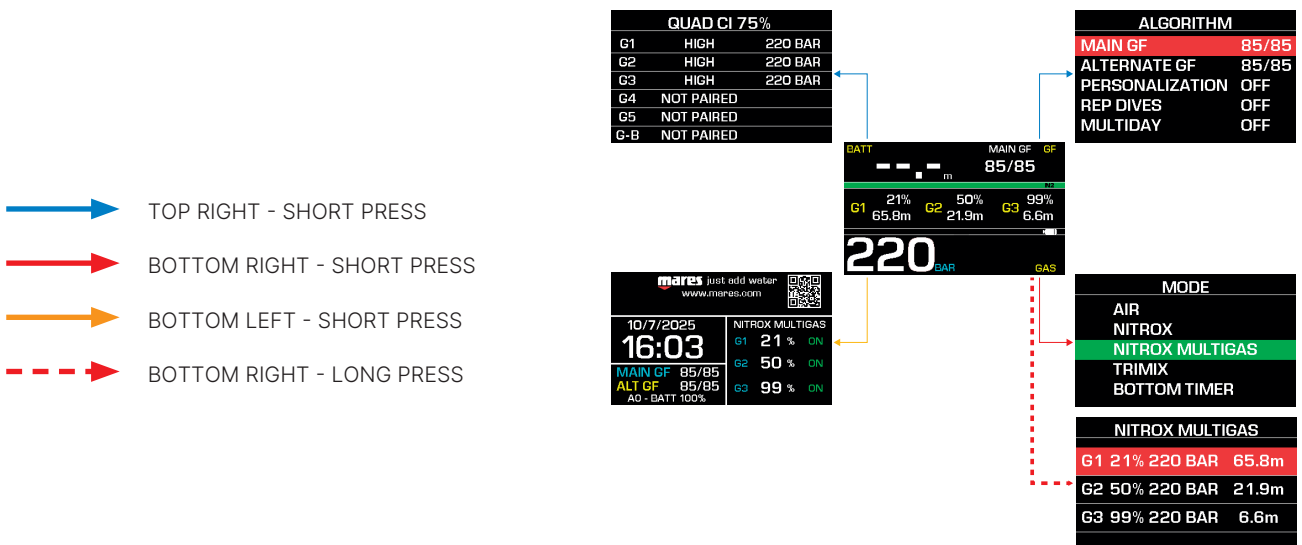 TOP RIGHT - SHORT PRESS
BOTTOM RIGHT - SHORT PRESS
BOTTOM LEFT - SHORT PRESS
BOTTOM RIGHT - LONG PRESS
QUAD CI 75%
G1 HIGH 220 BAR
G2 HIGH 220 BAR
G3 HIGH 220 BAR
G4 NOT PAIRED
G5 NOT PAIRED
G-B NOT PAIRED
ALGORITHM
MAIN GF 85/85
ALTERNATE GF 85/85
PERSONALIZATION OFF
REP DIVES OFF
MULTIDAY OFF
BATT MAIN GF GF
--.- m 85/85
N2
G1 21% 65.8m G2 50% 21.9m G3 99% 6.6m
220 BAR GAS
mares just add water
www.mares.com
10/7/2025
16:03
MAIN GF 85/85
ALT GF 85/85
A0 - BATT 100%
NITROX MULTIGAS
G1 21 % ON
G2 50 % ON
G3 99 % ON
MODE
AIR
NITROX
NITROX MULTIGAS
TRIMIX
BOTTOM TIMER
NITROX MULTIGAS
G1 21% 220 BAR 65.8m
G2 50% 220 BAR 21.9m
G3 99% 220 BAR 6.6m